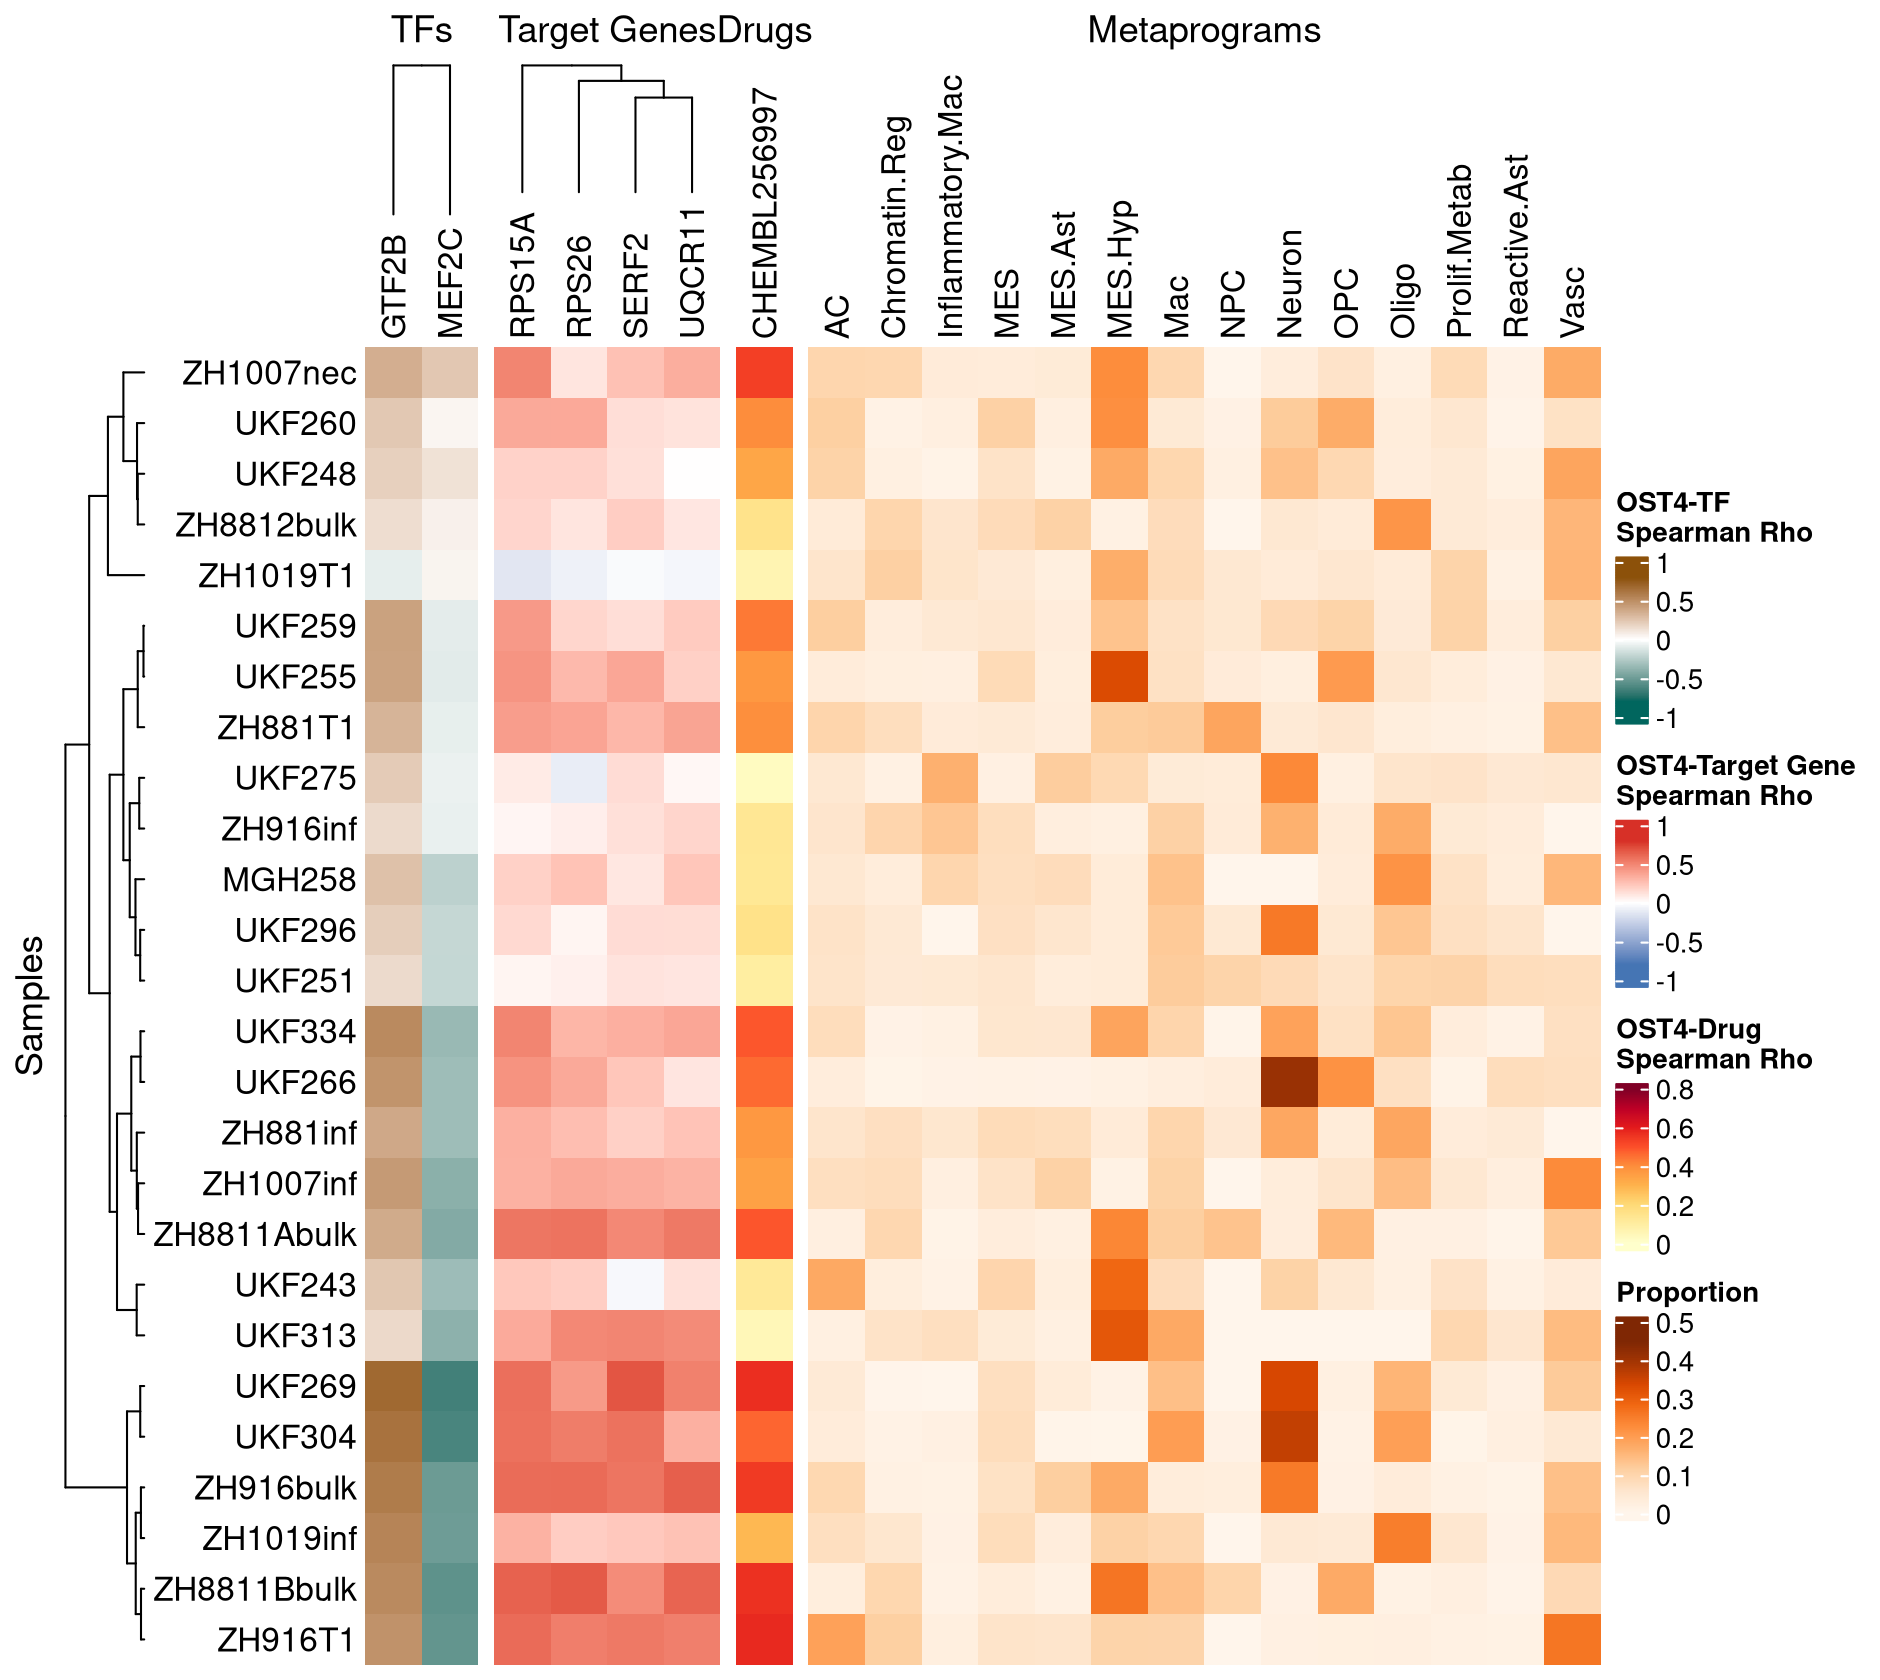 TFs
Target Genes
Drugs
Metaprograms
GTF2B
MEF2C
RPS15A
RPS26
SERF2
UQCR11
CHEMBL256997
AC
Chromatin.Reg
Inflammatory.Mac
MES
MES.Ast
MES.Hyp
Mac
NPC
Neuron
OPC
Oligo
Prolif.Metab
Reactive.Ast
Vasc
Samples
ZH1007nec
UKF260
UKF248
ZH8812bulk
ZH1019T1
UKF259
UKF255
ZH881T1
UKF275
ZH916inf
MGH258
UKF296
UKF251
UKF334
UKF266
ZH881inf
ZH1007inf
ZH8811Abulk
UKF243
UKF313
UKF269
UKF304
ZH916bulk
ZH1019inf
ZH8811Bbulk
ZH916T1
OST4-TF
Spearman Rho
1
0.5
0
-0.5
-1
OST4-Target Gene
Spearman Rho
1
0.5
0
-0.5
-1
OST4-Drug
Spearman Rho
0.8
0.6
0.4
0.2
0
Proportion
0.5
0.4
0.3
0.2
0.1
0